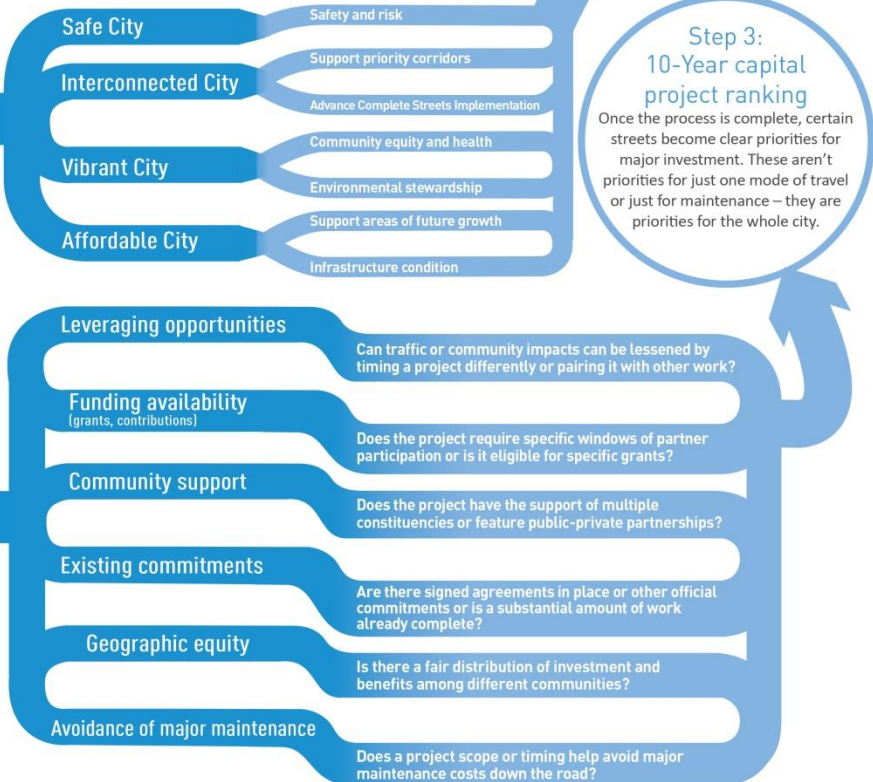 Safe City
Safety and risk
Interconnected City
Support priority corridors
Advance Complete Streets Implementation
Vibrant City
Community equity and health
Environmental stewardship
Affordable City
Support areas of future growth
Infrastructure condition
Step 3:
10-Year capital
project ranking
Once the process is complete, certain
streets become clear priorities for
major investment. These aren't
priorities for just one mode of travel
or just for maintenance – they are
priorities for the whole city.
Leveraging opportunities
Can traffic or community impacts can be lessened by
timing a project differently or pairing it with other work?
Funding availability
(grants, contributions)
Does the project require specific windows of partner
participation or is it eligible for specific grants?
Community support
Does the project have the support of multiple
constituencies or feature public-private partnerships?
Existing commitments
Are there signed agreements in place or other official
commitments or is a substantial amount of work
already complete?
Geographic equity
Is there a fair distribution of investment and
benefits among different communities?
Avoidance of major maintenance
Does a project scope or timing help avoid major
maintenance costs down the road?